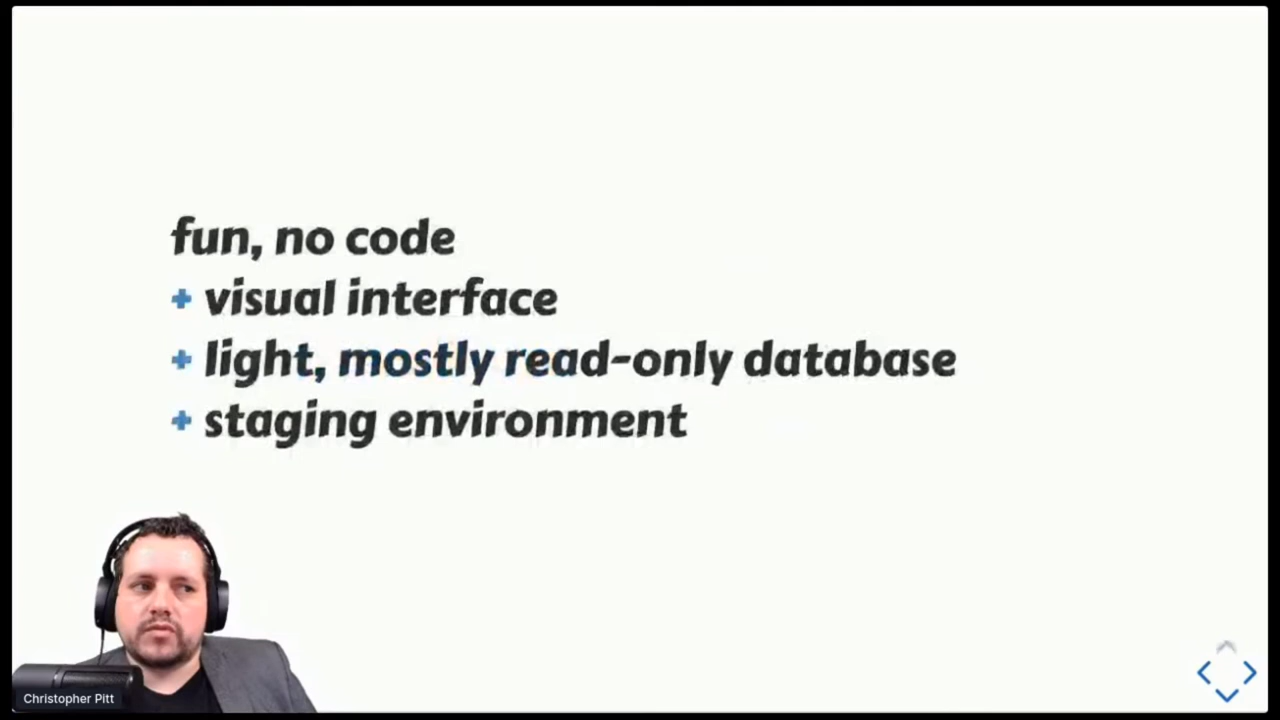 fun, no code
+ visual interface
+ light, mostly read-only database
+ staging environment
Christopher Pitt